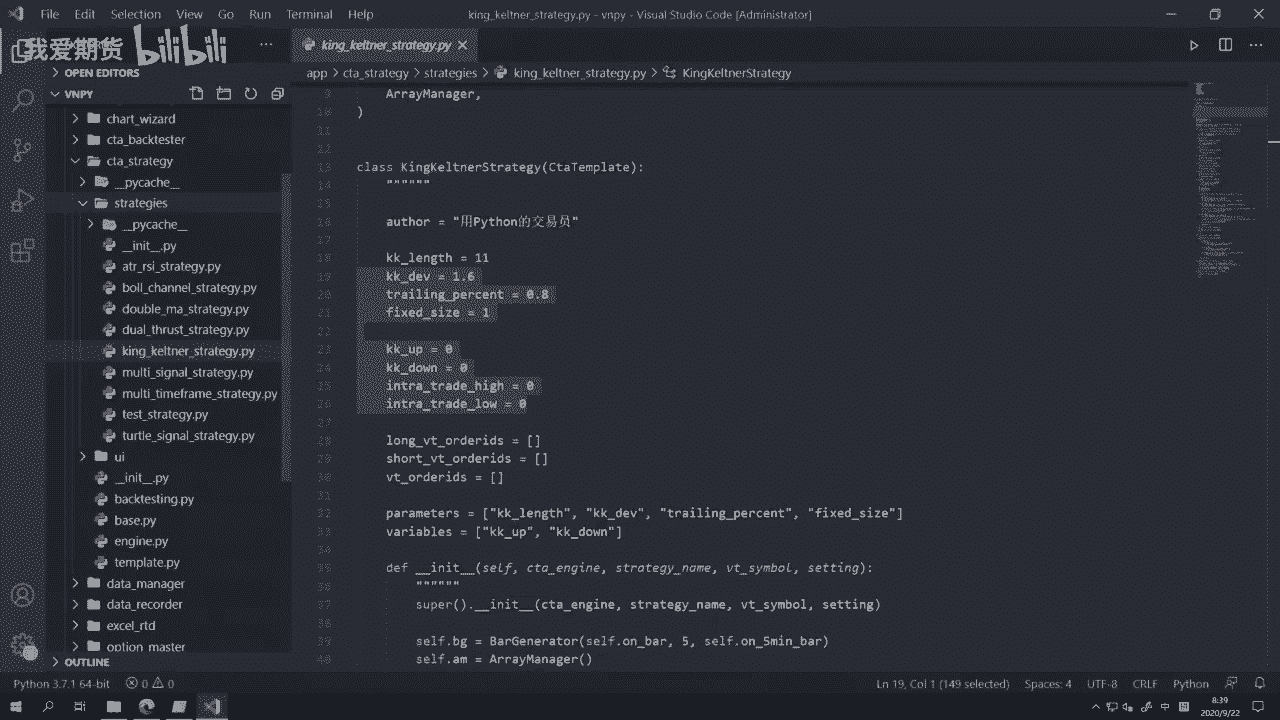 File Edit Selection View Go Run Terminal Help
king_keltner_strategy.py - vnpy - Visual Studio Code [Administrator]
我爱期货 bilibili
king_keltner_strategy.py
OPEN EDITORS
app > cta_strategy > strategies > king_keltner_strategy.py > KingKeltnerStrategy
VNPY
chart_wizard
cta_backtester
cta_strategy
__pycache__
strategies
__pycache__
__init__.py
atr_rsi_strategy.py
boll_channel_strategy.py
double_ma_strategy.py
dual_thrust_strategy.py
king_keltner_strategy.py
multi_signal_strategy.py
multi_timeframe_strategy.py
test_strategy.py
turtle_signal_strategy.py
ui
__init__.py
backtesting.py
base.py
engine.py
template.py
data_manager
data_recorder
excel_rtd
option_master
OUTLINE
9 ArrayManager,
10 )
11
12
13 class KingKeltnerStrategy(CtaTemplate):
14 """"""
15
16 author = "用Python的交易员"
17
18 kk_length = 11
19 kk_dev = 1.6
20 trailing_percent = 0.8
21 fixed_size = 1
22
23 kk_up = 0
24 kk_down = 0
25 intra_trade_high = 0
26 intra_trade_low = 0
27
28 long_vt_orderids = []
29 short_vt_orderids = []
30 vt_orderids = []
31
32 parameters = ["kk_length", "kk_dev", "trailing_percent", "fixed_size"]
33 variables = ["kk_up", "kk_down"]
34
35 def __init__(self, cta_engine, strategy_name, vt_symbol, setting):
36 """"""
37 super().__init__(cta_engine, strategy_name, vt_symbol, setting)
38
39 self.bg = BarGenerator(self.on_bar, 5, self.on_5min_bar)
40 self.am = ArrayManager()
Python 3.7.1 64-bit 0 0
Ln 19, Col 1 (149 selected) Spaces: 4 UTF-8 CRLF Python
中
8:39
2020/9/22